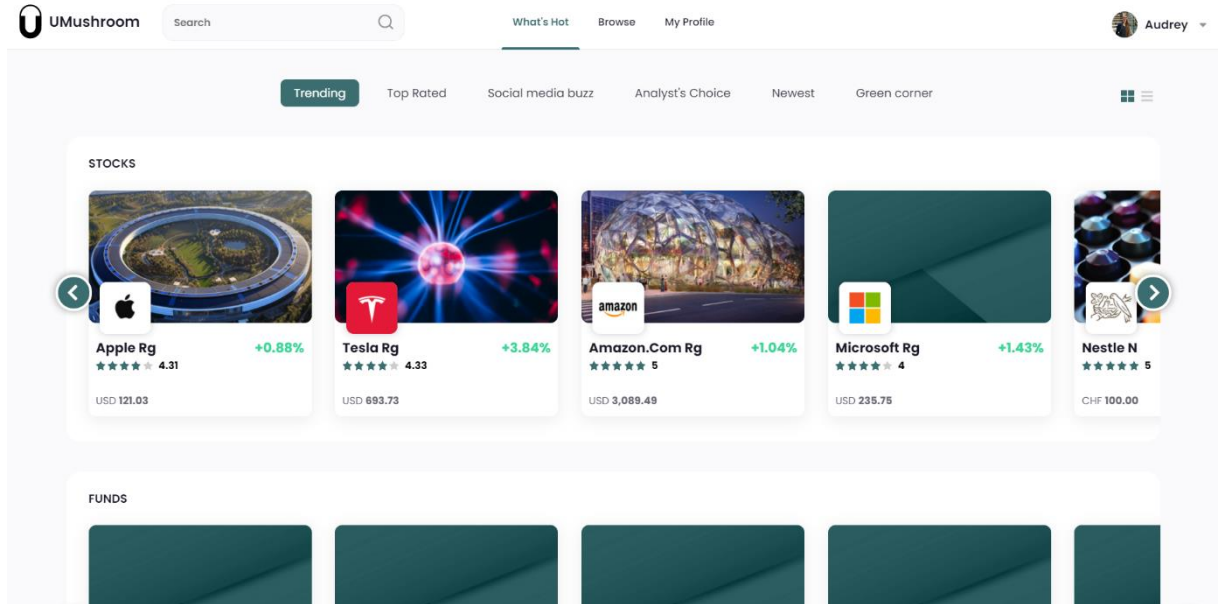 UMushroom
Search
What's Hot
Browse
My Profile
Audrey
Trending
Top Rated
Social media buzz
Analyst's Choice
Newest
Green corner
STOCKS
amazon
Apple Rg +0.88%
4.31
USD 121.03
Tesla Rg +3.84%
4.33
USD 693.73
Amazon.Com Rg +1.04%
5
USD 3,089.49
Microsoft Rg +1.43%
4
USD 235.75
Nestle N
5
CHF 100.00
FUNDS